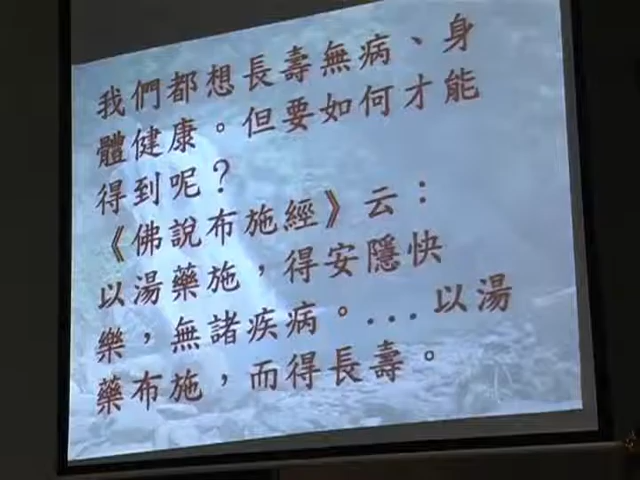 我們都想長壽無病、身
體健康。但要如何才能
得到呢？
《佛說布施經》云：
以湯藥施，得安隱快
樂，無諸疾病。...以湯
藥布施，而得長壽。